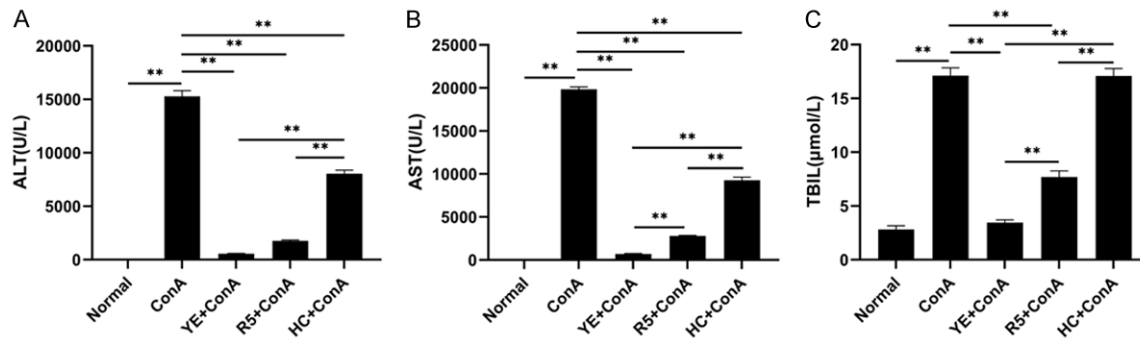 A
ALT(U/L)
20000
15000
10000
5000
0
**
**
**
**
**
**
Normal
ConA
YE+ConA
R5+ConA
HC+ConA
B
AST(U/L)
25000
20000
15000
10000
5000
0
**
**
**
**
**
**
**
Normal
ConA
YE+ConA
R5+ConA
HC+ConA
C
TBIL(μmol/L)
20
15
10
5
0
**
**
**
**
**
**
Normal
ConA
YE+ConA
R5+ConA
HC+ConA